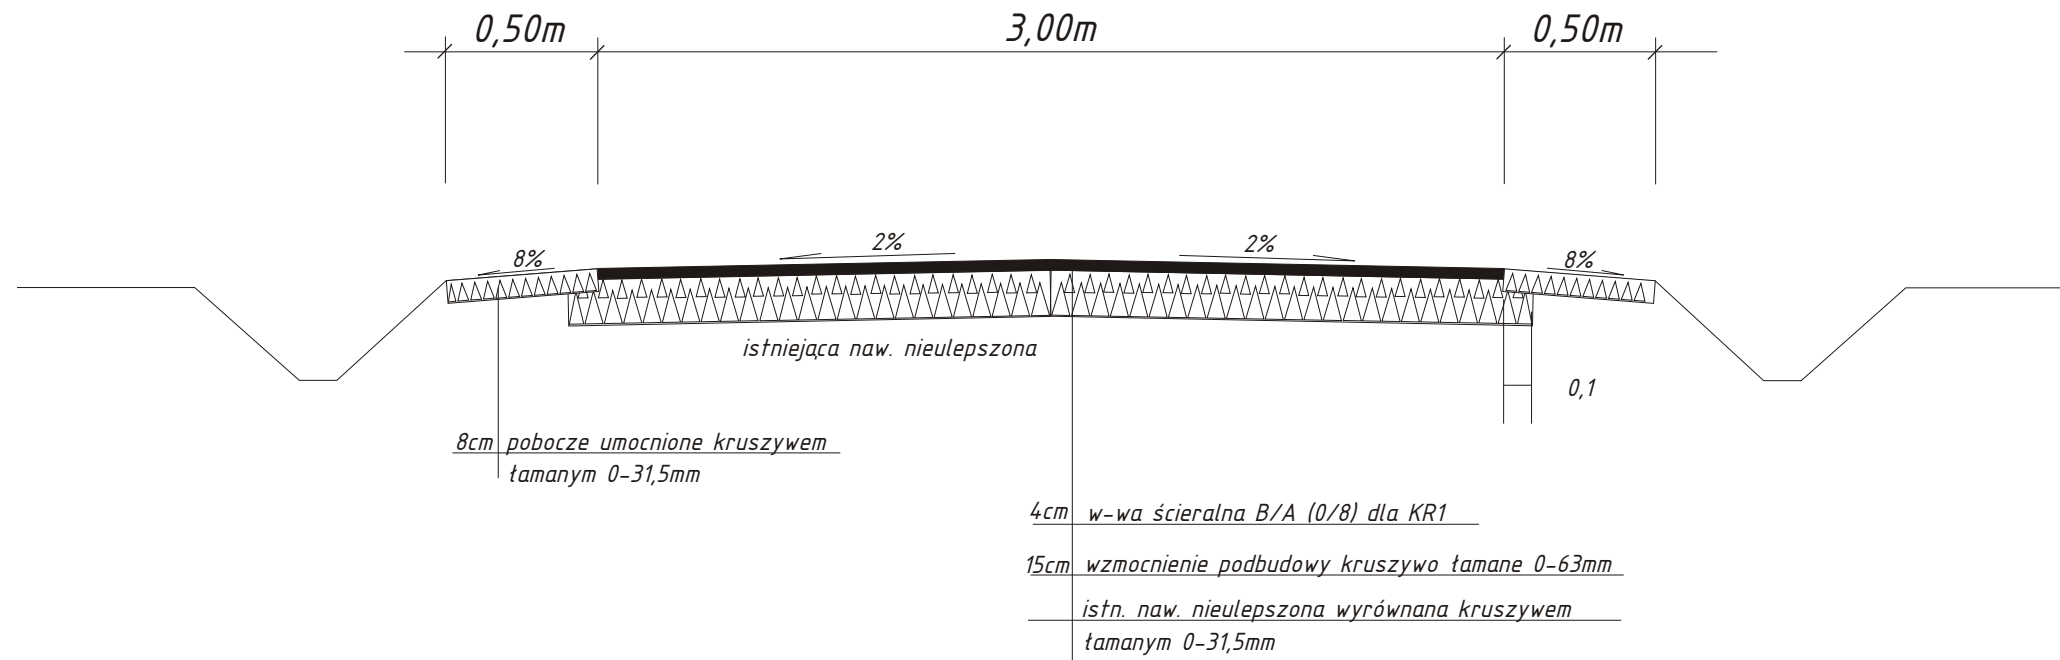 0,50m 3,00m 0,50m
8% 2% 2% 8%
istniejąca naw. nieulepszona
0,1
8cm pobocze umocnione kruszywem
łamanym 0-31,5mm
4cm w-wa ścieralna B/A (0/8) dla KR1
15cm wzmocnienie podbudowy kruszywo łamane 0-63mm
istn. naw. nieulepszona wyrównana kruszywem
łamanym 0-31,5mm